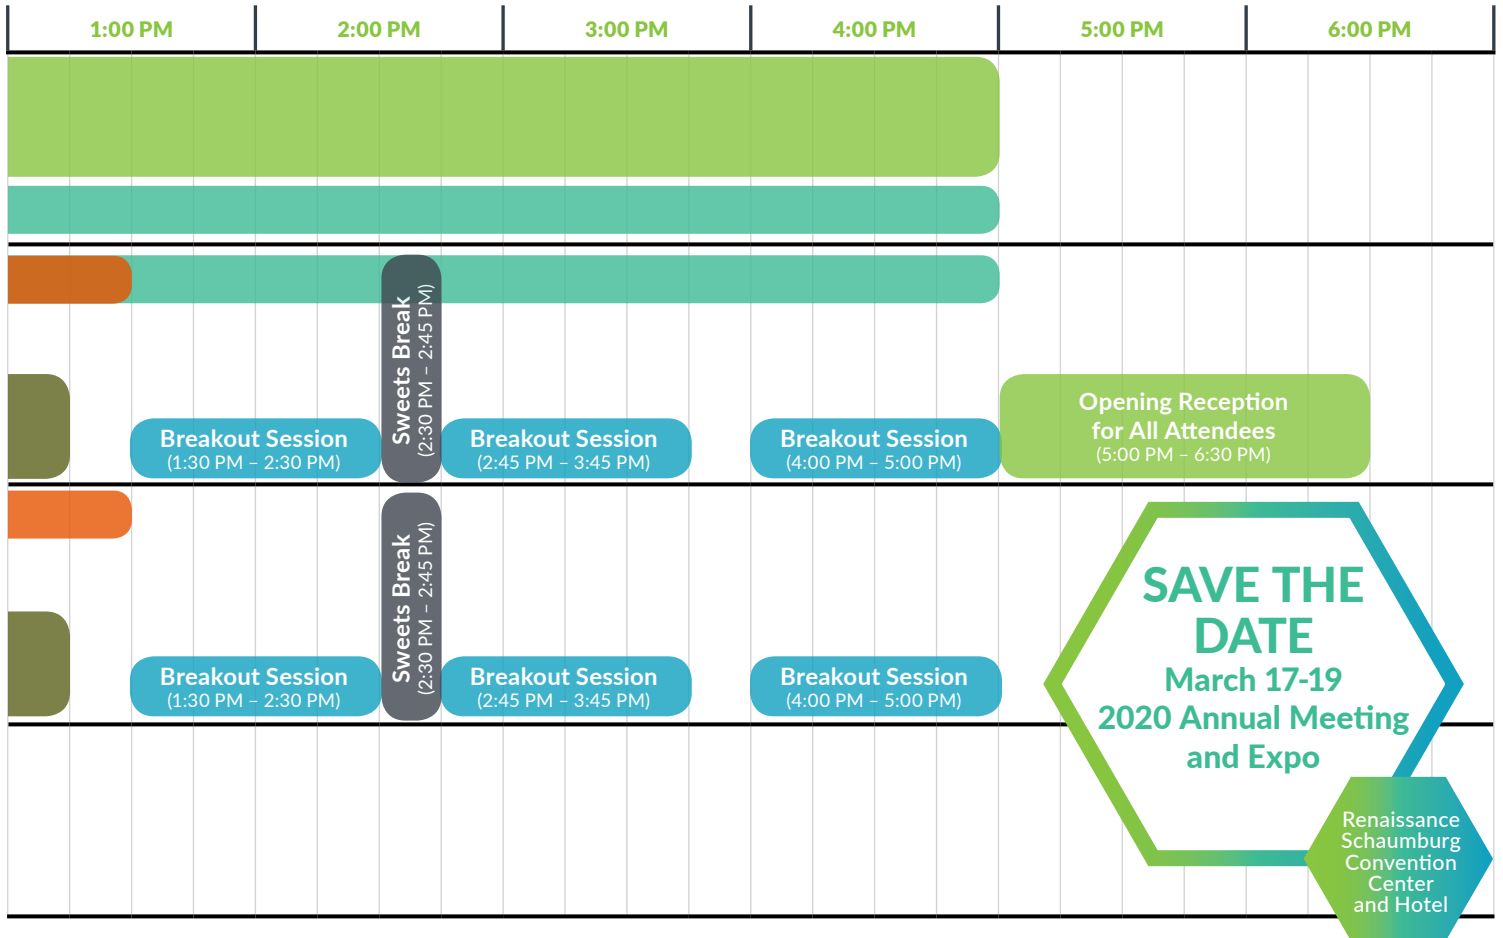 1:00 PM
2:00 PM
3:00 PM
4:00 PM
5:00 PM
6:00 PM
Sweets Break
(2:30 PM – 2:45 PM)
Breakout Session
(1:30 PM – 2:30 PM)
Breakout Session
(2:45 PM – 3:45 PM)
Breakout Session
(4:00 PM – 5:00 PM)
Opening Reception
for All Attendees
(5:00 PM – 6:30 PM)
Sweets Break
(2:30 PM – 2:45 PM)
Breakout Session
(1:30 PM – 2:30 PM)
Breakout Session
(2:45 PM – 3:45 PM)
Breakout Session
(4:00 PM – 5:00 PM)
SAVE THE
DATE
March 17-19
2020 Annual Meeting
and Expo
Renaissance
Schaumburg
Convention
Center
and Hotel